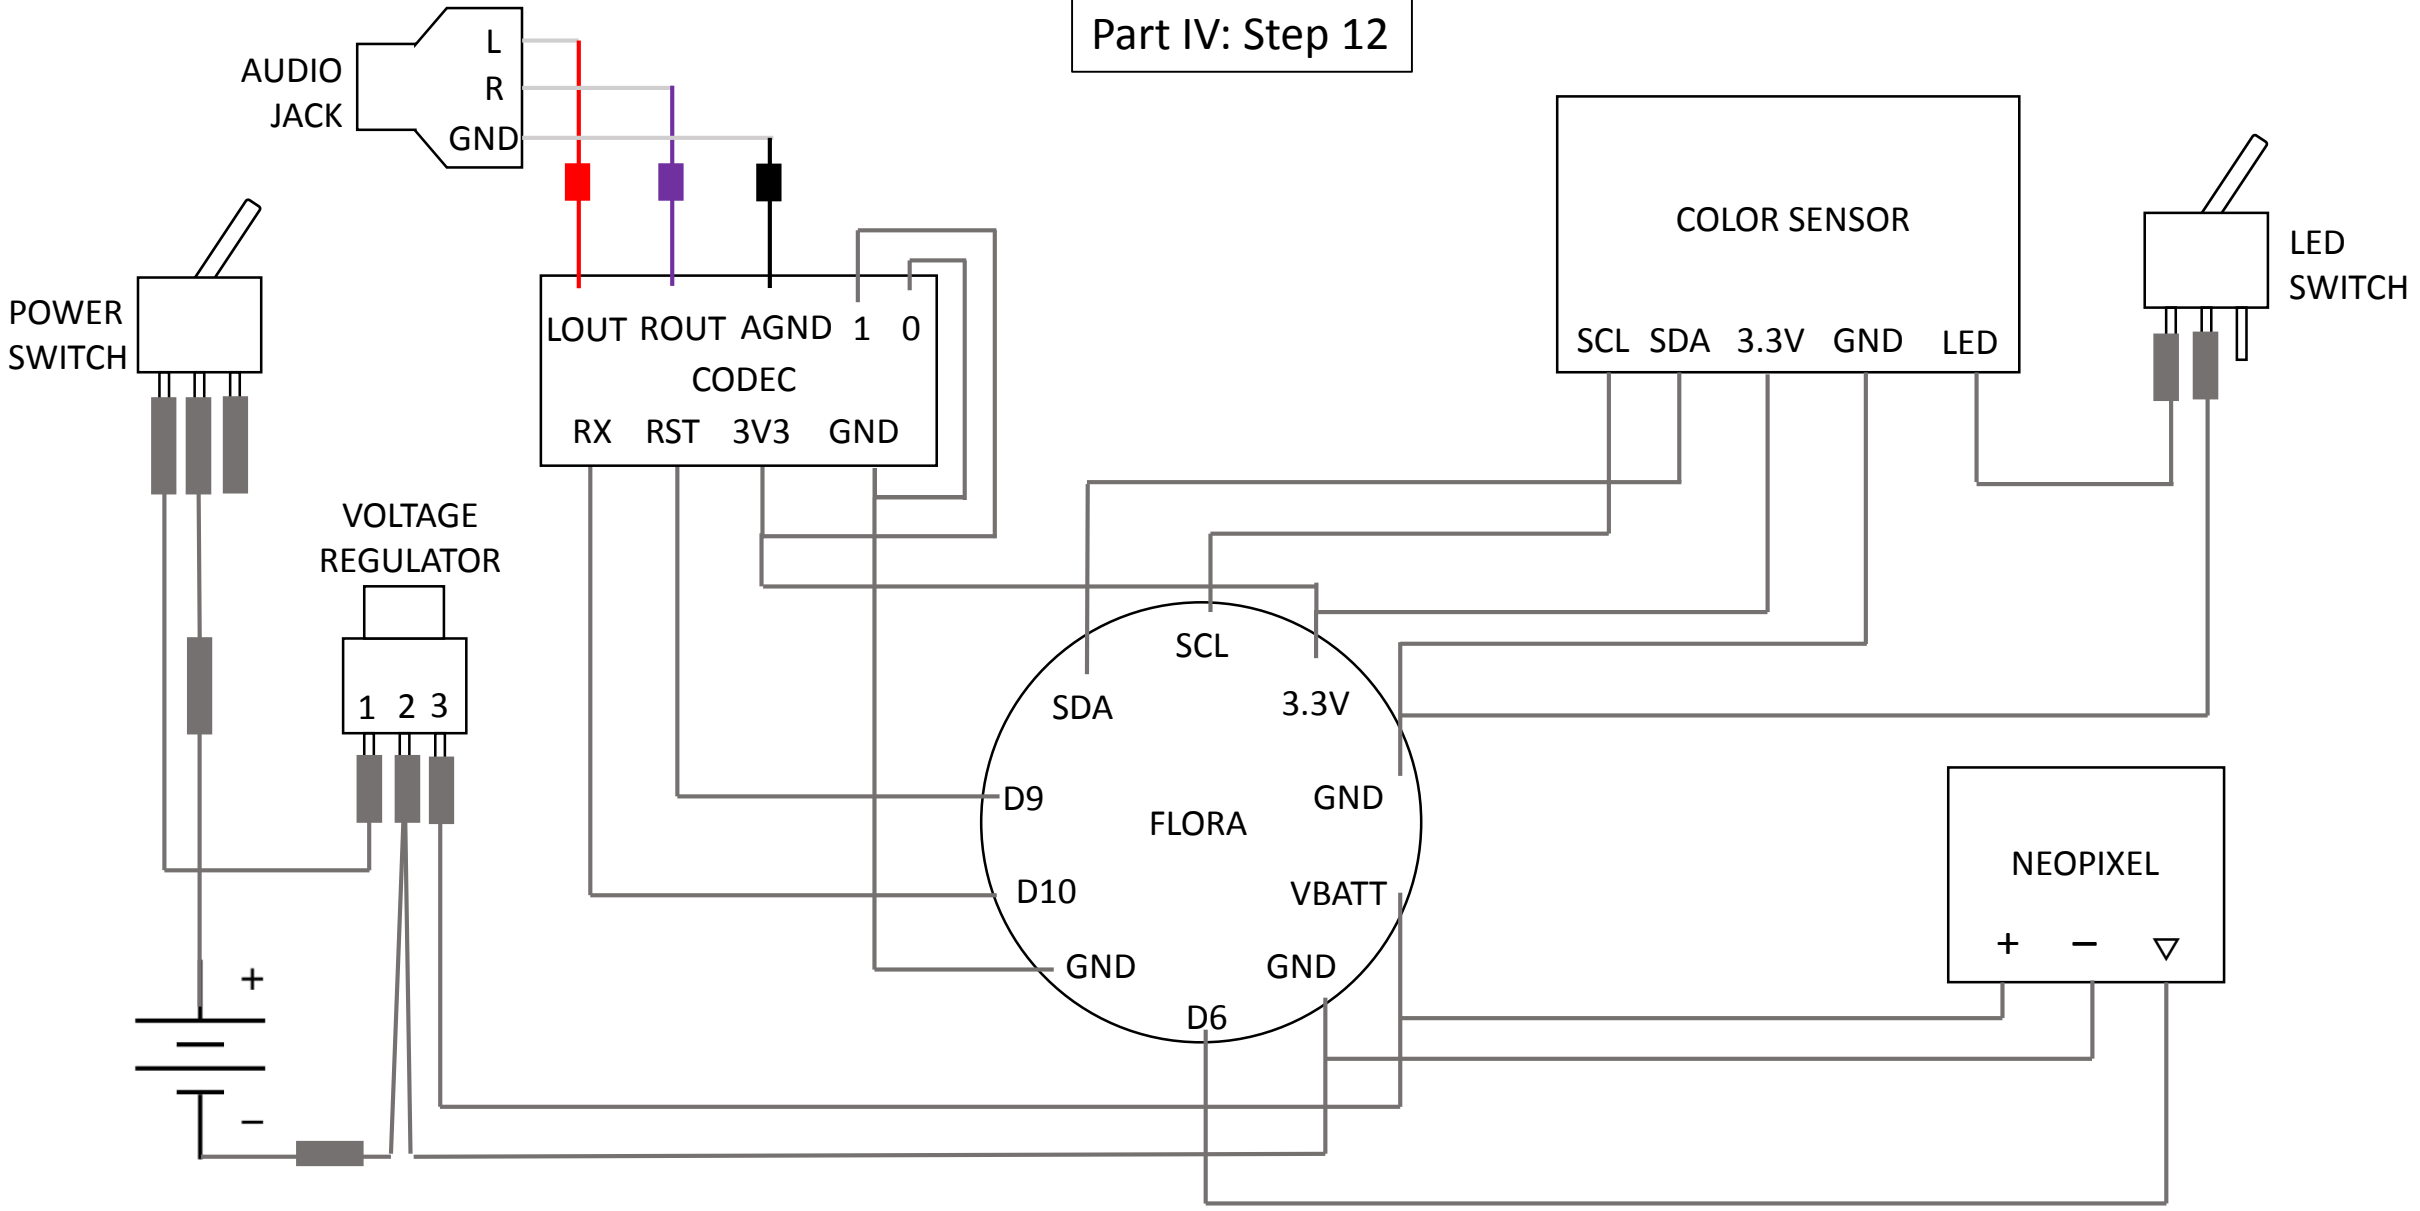 Part IV: Step 12
AUDIO
JACK
L
R
GND
POWER
SWITCH
LOUT ROUT AGND 1 0
CODEC
RX RST 3V3 GND
COLOR SENSOR
SCL SDA 3.3V GND LED
LED
SWITCH
VOLTAGE
REGULATOR
1 2 3
SCL
SDA
3.3V
D9
GND
FLORA
D10
VBATT
GND
GND
D6
NEOPIXEL
+ −
+
−